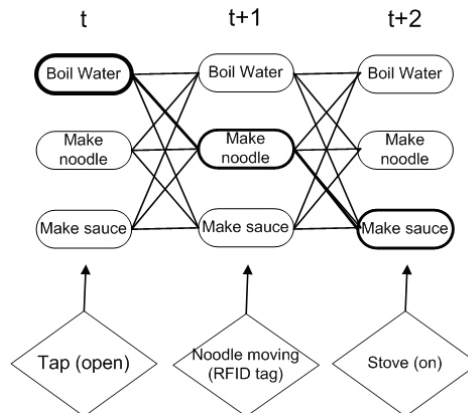 t t+1 t+2
Boil Water Boil Water Boil Water
Make
noodle
Make
noodle
Make
noodle
Make sauce Make sauce Make sauce
Tap (open)
Noodle moving
(RFID tag)
Stove (on)